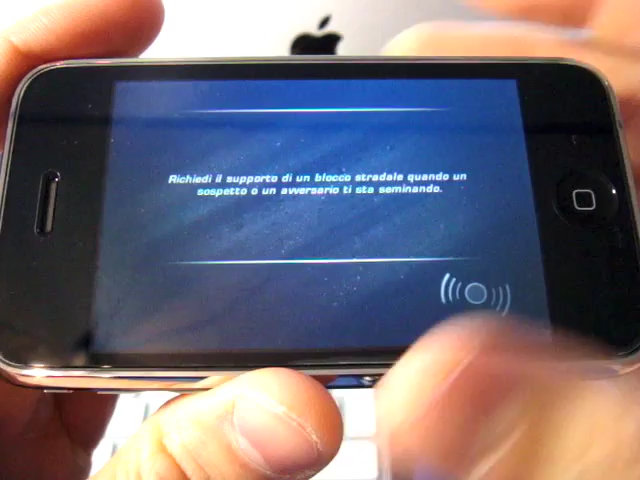 Richiedi il supporto di un blocco stradale quando un
sospetto o un avversario ti sta seminando.